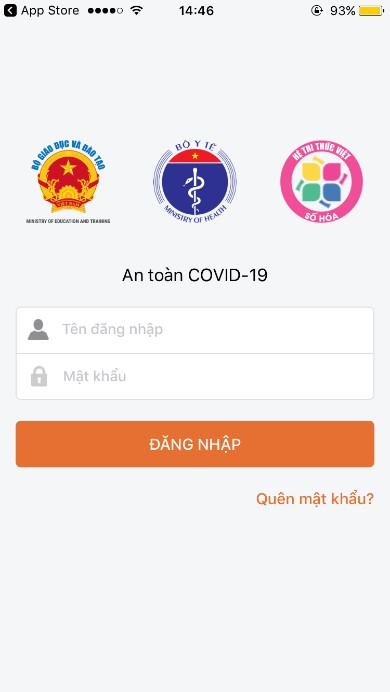 App Store
14:46
93%
BỘ GIÁO DỤC VÀ ĐÀO TẠO
VIỆT NAM
MINISTRY OF EDUCATION AND TRAINING
BỘ Y TẾ
MINISTRY OF HEALTH
HỆ TRI THỨC VIỆT
SỐ HÓA
An toàn COVID-19
Tên đăng nhập
Mật khẩu
ĐĂNG NHẬP
Quên mật khẩu?